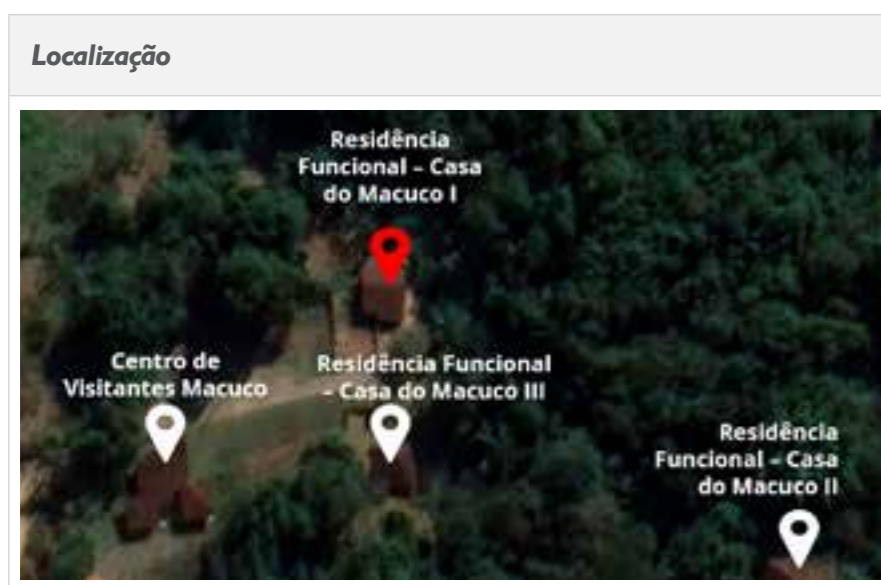 Localização
Residência
Funcional – Casa
do Macuco I
Centro de
Visitantes Macuco
Residência Funcional
– Casa do Macuco III
Residência
Funcional – Casa
do Macuco II